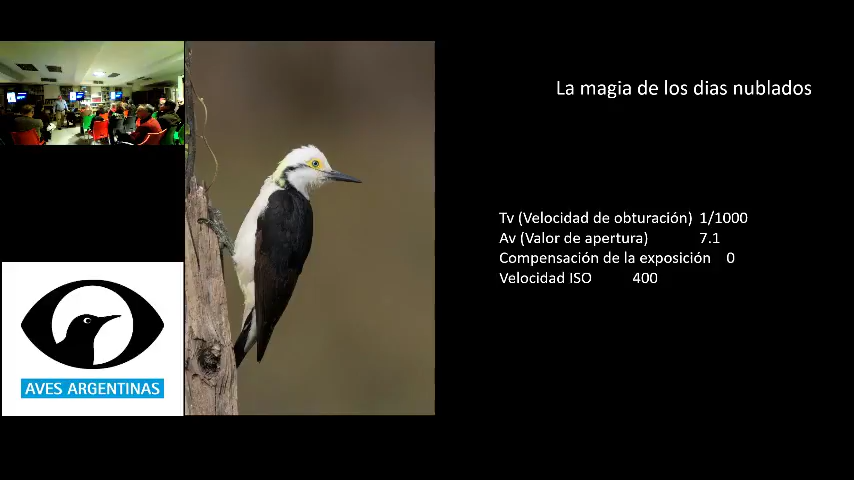 La magia de los dias nublados
Tv (Velocidad de obturación) 1/1000
Av (Valor de apertura) 7.1
Compensación de la exposición 0
Velocidad ISO 400
AVES ARGENTINAS